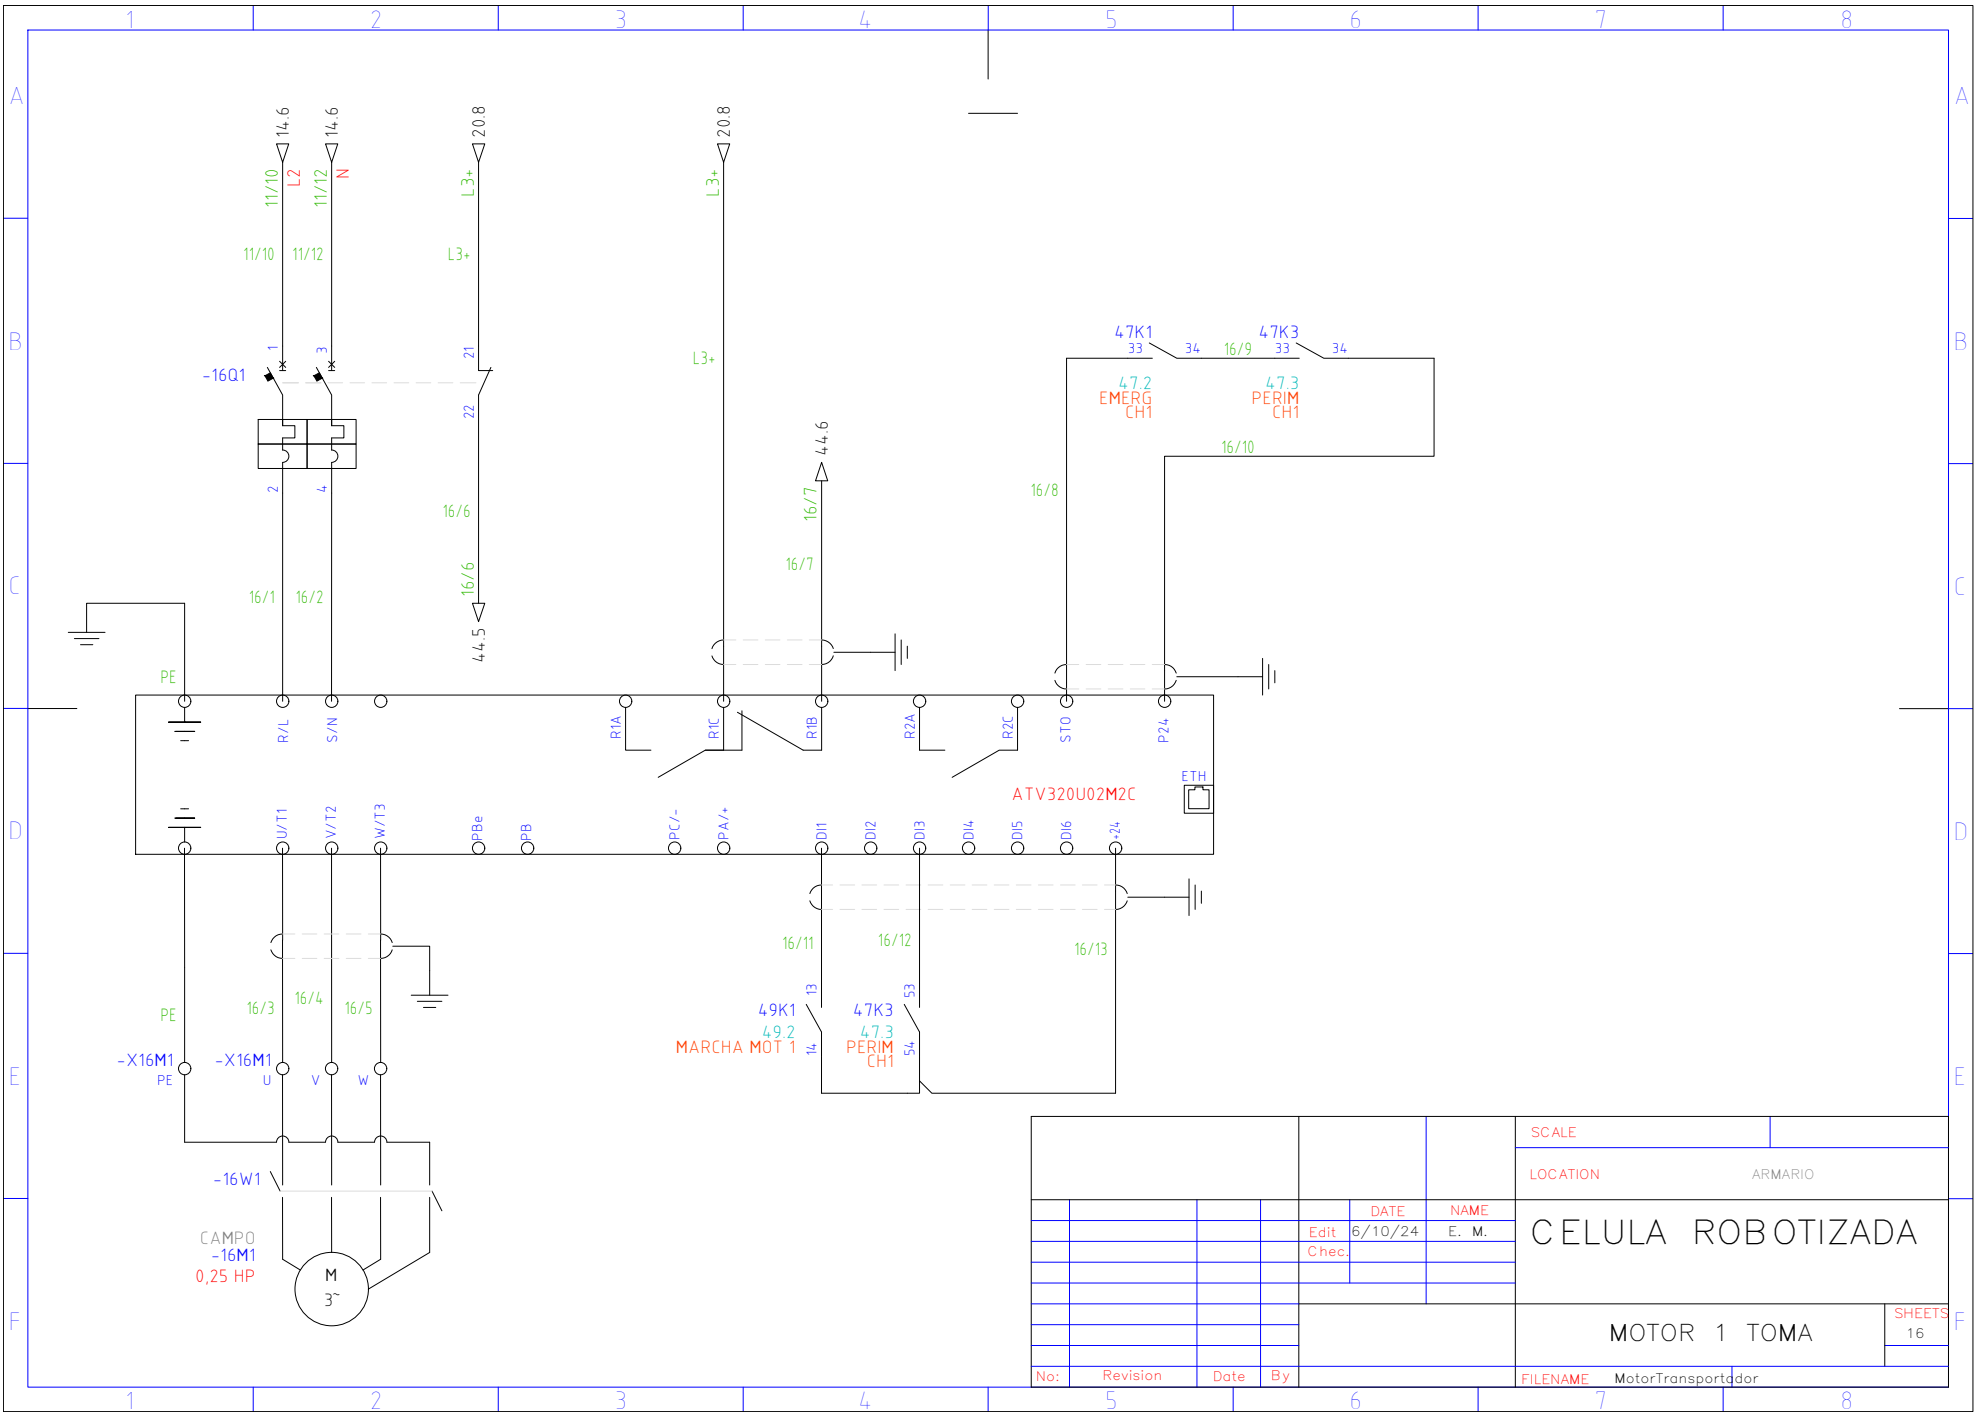 1 2 3 4 5 6 7 8
A A
14.6 14.6 20.8 20.8
11/10 L2 11/12 N L3+ L3+
11/10 11/12 L3+
B B
47K1 47K3
33 34 16/9 33 34
1 3 21
L3+
-16Q1
47.2 47.3
EMERG PERIM
CH1 CH1
22
44.6
16/10
2 4
16/8
16/7
16/6
16/7
C C
16/6
16/1 16/2
44.5
PE
R/L S/N R1A R1C R1B R2A R2C STO P24
ETH
ATV320U02M2C
D D
U/T1 V/T2 W/T3 PBe PB PC/- PA/+ DI1 DI2 DI3 DI4 DI5 DI6 +24
16/11 16/12 16/13
13 53
16/3 16/4 16/5
PE
49K1 47K3
49.2 47.3
MARCHA MOT 1 14 PERIM 54
CH1
-X16M1 -X16M1
PE U V W
E E
-16W1
CAMPO
-16M1
0,25 HP
M
3~
F F
SCALE
LOCATION ARMARIO
DATE NAME
Edit 6/10/24 E. M.
Chec.
CELULA ROBOTIZADA
MOTOR 1 TOMA
SHEETS
16
No: Revision Date By
FILENAME MotorTransportador
1 2 3 4 5 6 7 8